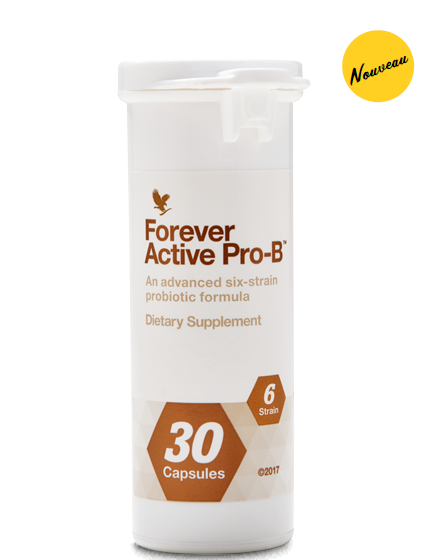 Nouveau
Forever
Active Pro-B™
An advanced six-strain
probiotic formula
Dietary Supplement
6
Strain
30
Capsules
©2017